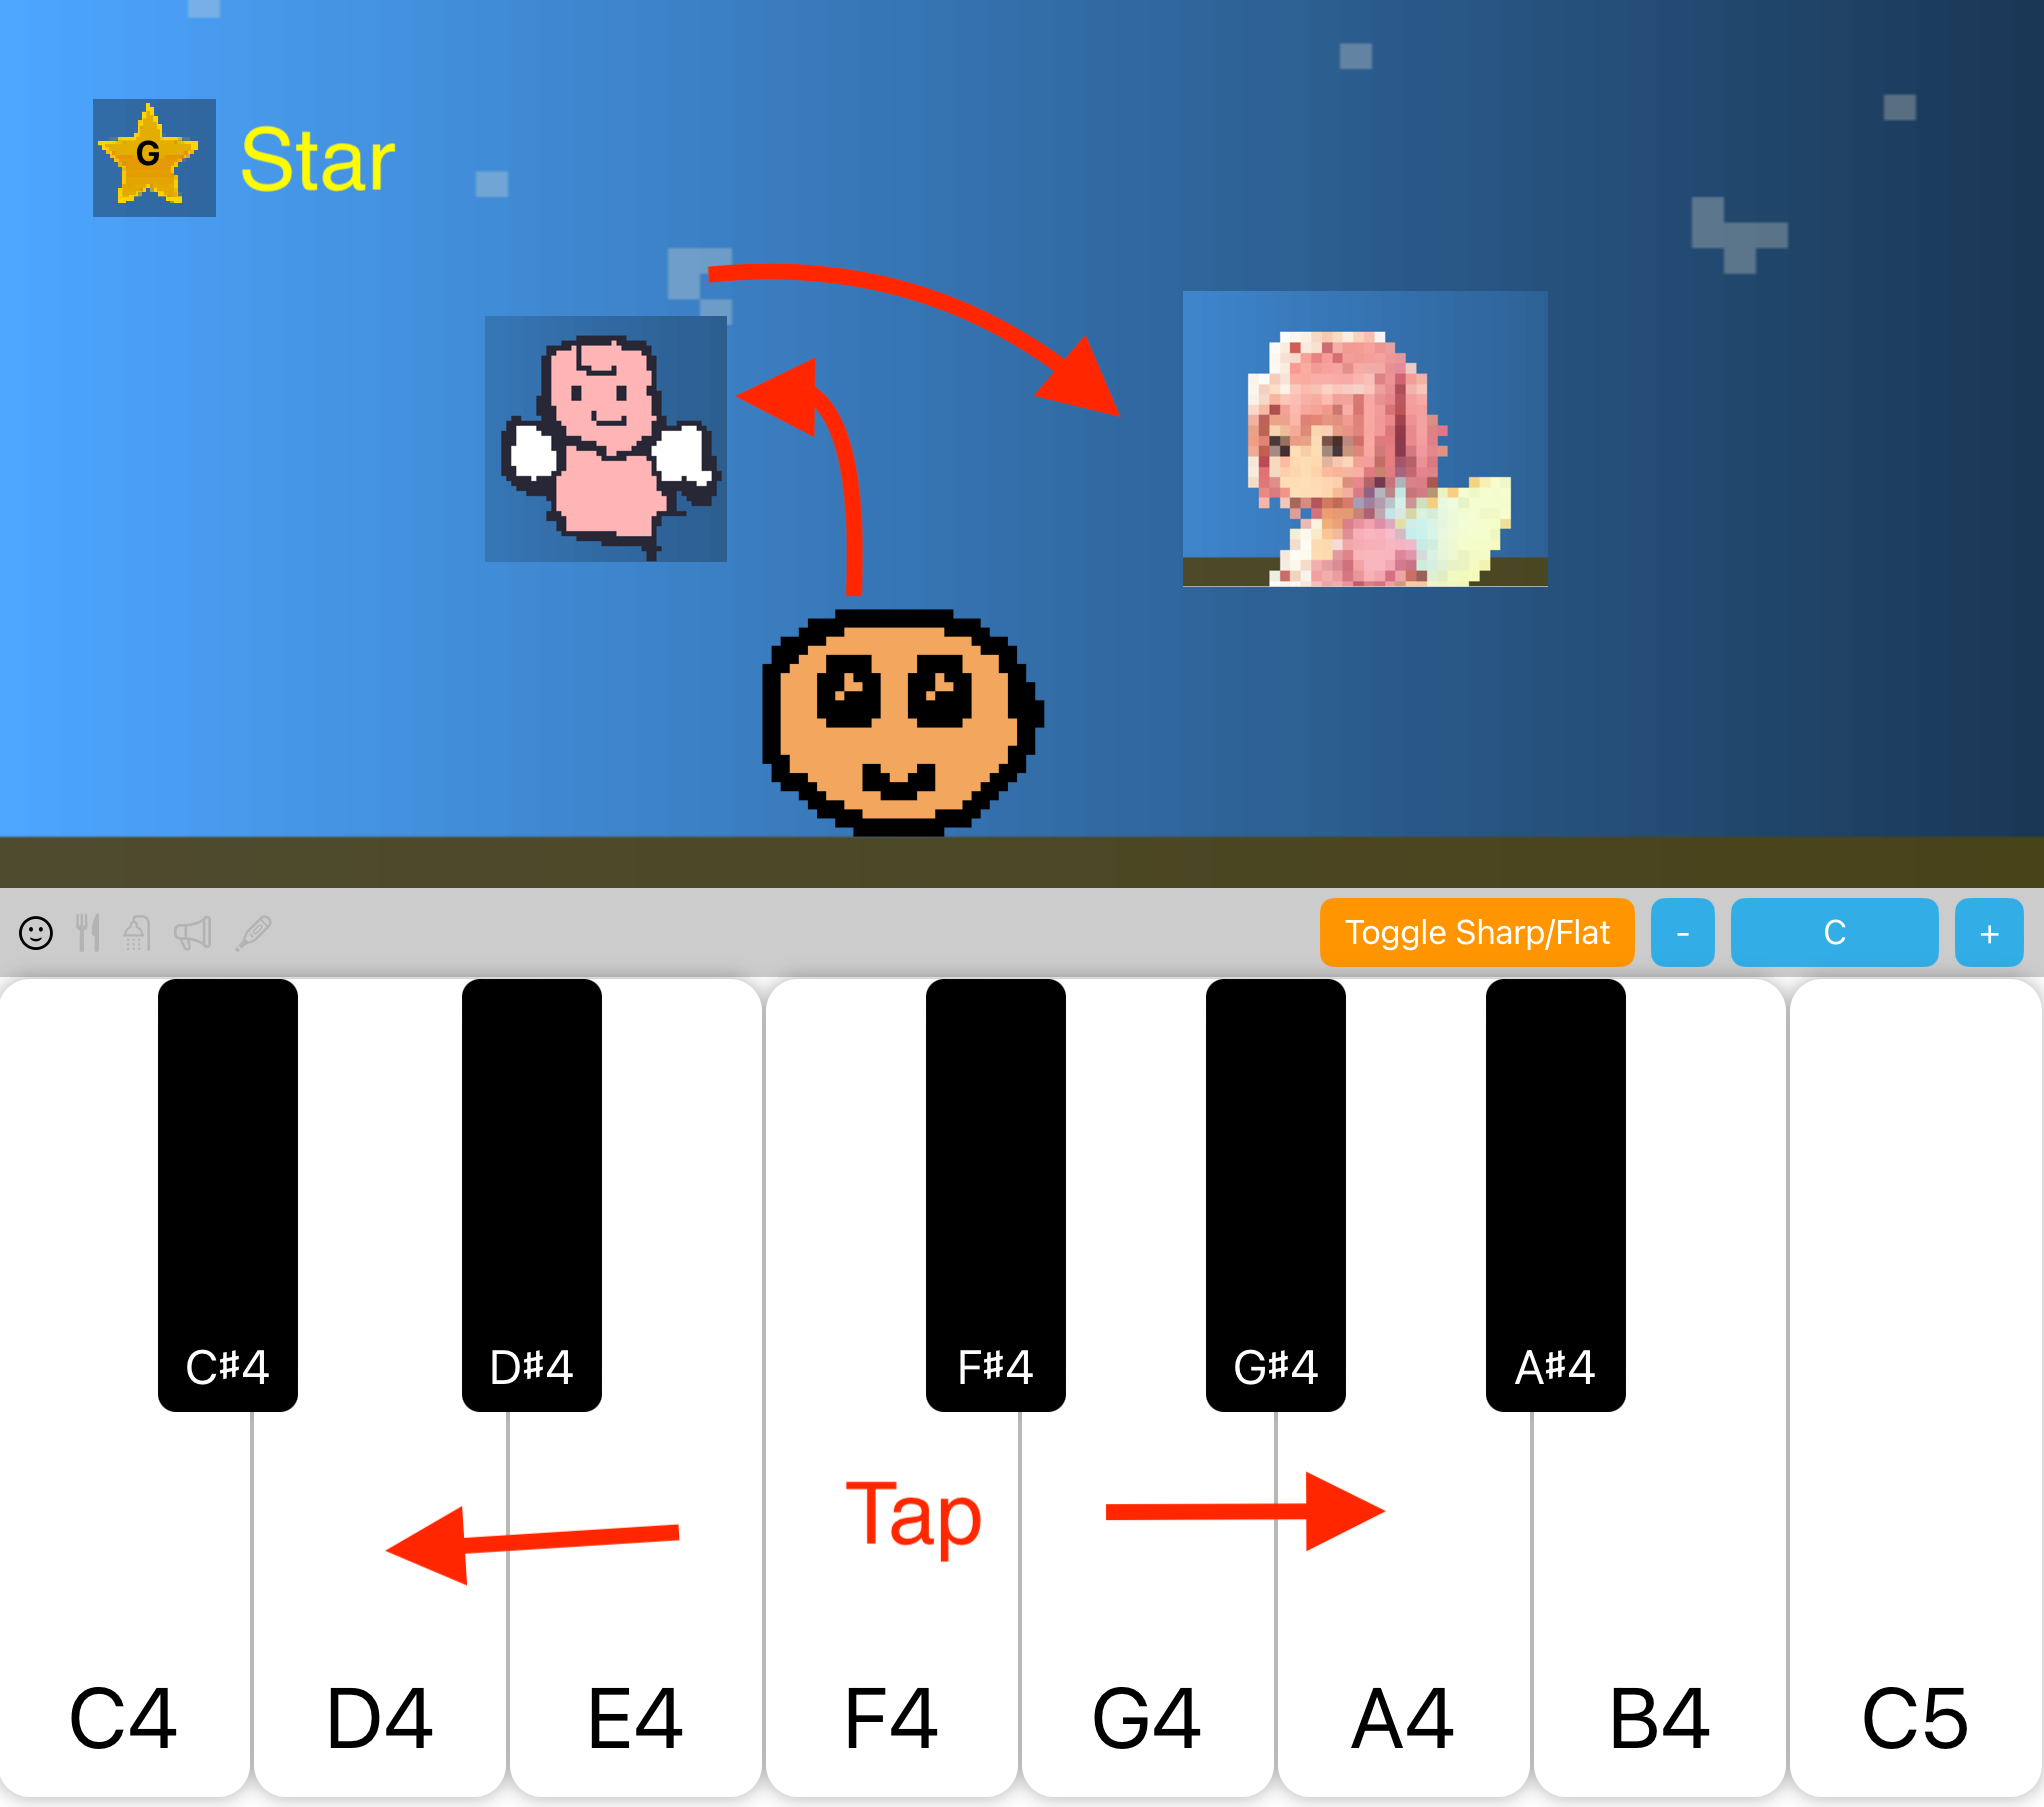 G
Star
Toggle Sharp/Flat
-
C
+
C♯4
D♯4
F♯4
G♯4
A♯4
Tap
C4
D4
E4
F4
G4
A4
B4
C5